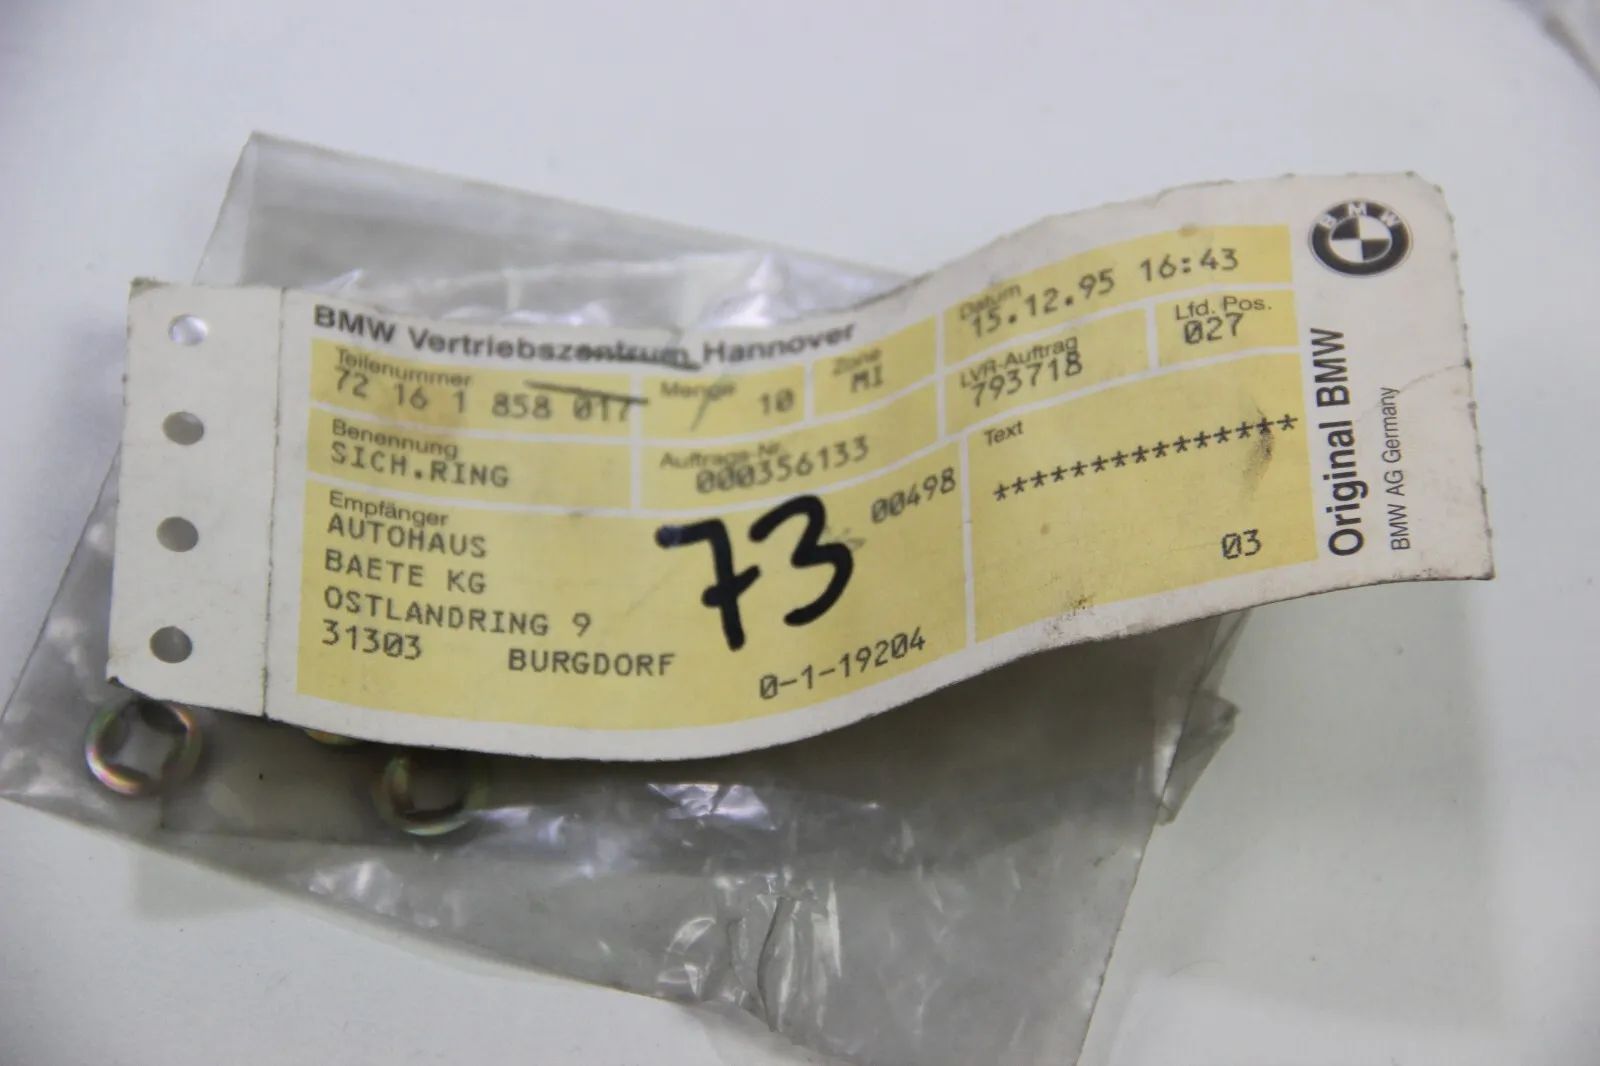 BMW Vertriebszentrum Hannover
Datum
15.12.95 16:43
Teilenummer
72 16 1 858 017
Menge
10
Zone
MI
LVR-Auftrag
793718
Lfd. Pos.
027
Benennung
SICH.RING
Auftrags-Nr.
000356133
Text
**************
Empfänger
AUTOHAUS
BAETE KG
OSTLANDRING 9
31303 BURGDORF
00498
73
0-1-19204
03
BMW
Original BMW
BMW AG Germany